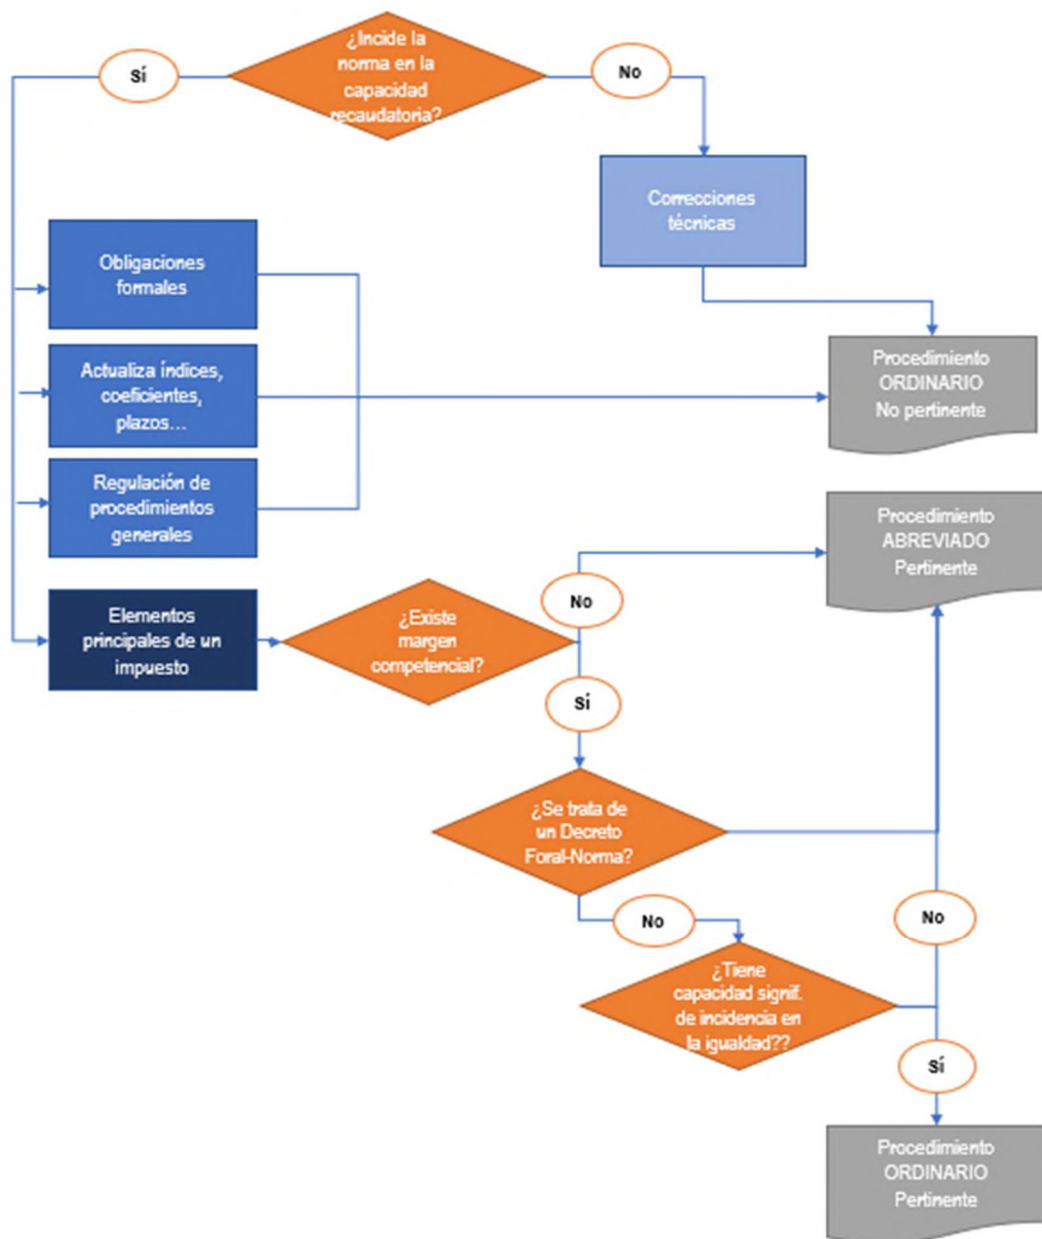 ¿Incide la
norma en la
capacidad
recaudatoria?
Sí
No
Correcciones
técnicas
Obligaciones
formales
Actualiza índices,
coeficientes,
plazos...
Regulación de
procedimientos
generales
Procedimiento
ORDINARIO
No pertinente
Procedimiento
ABREVIADO
Pertinente
Elementos
principales de un
impuesto
¿Existe
margen
competencial?
No
Sí
¿Se trata de
un Decreto
Foral-Norma?
No
No
¿Tiene
capacidad signif.
de incidencia en
la igualdad??
Sí
Procedimiento
ORDINARIO
Pertinente